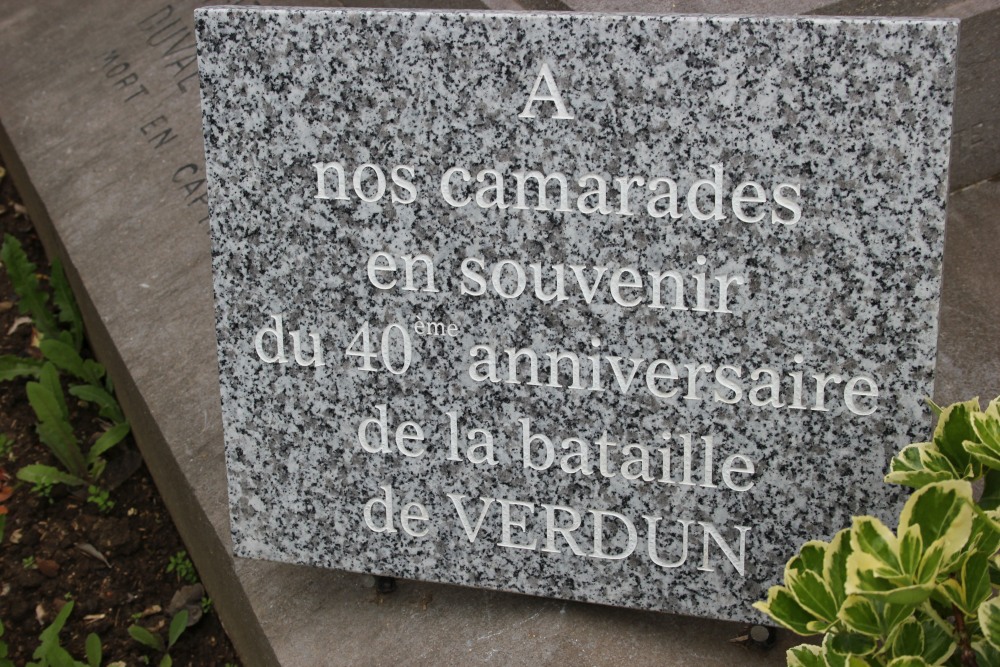 A
nos camarades
en souvenir
du 40ème anniversaire
de la bataille
de VERDUN
DUVAL
MORT EN